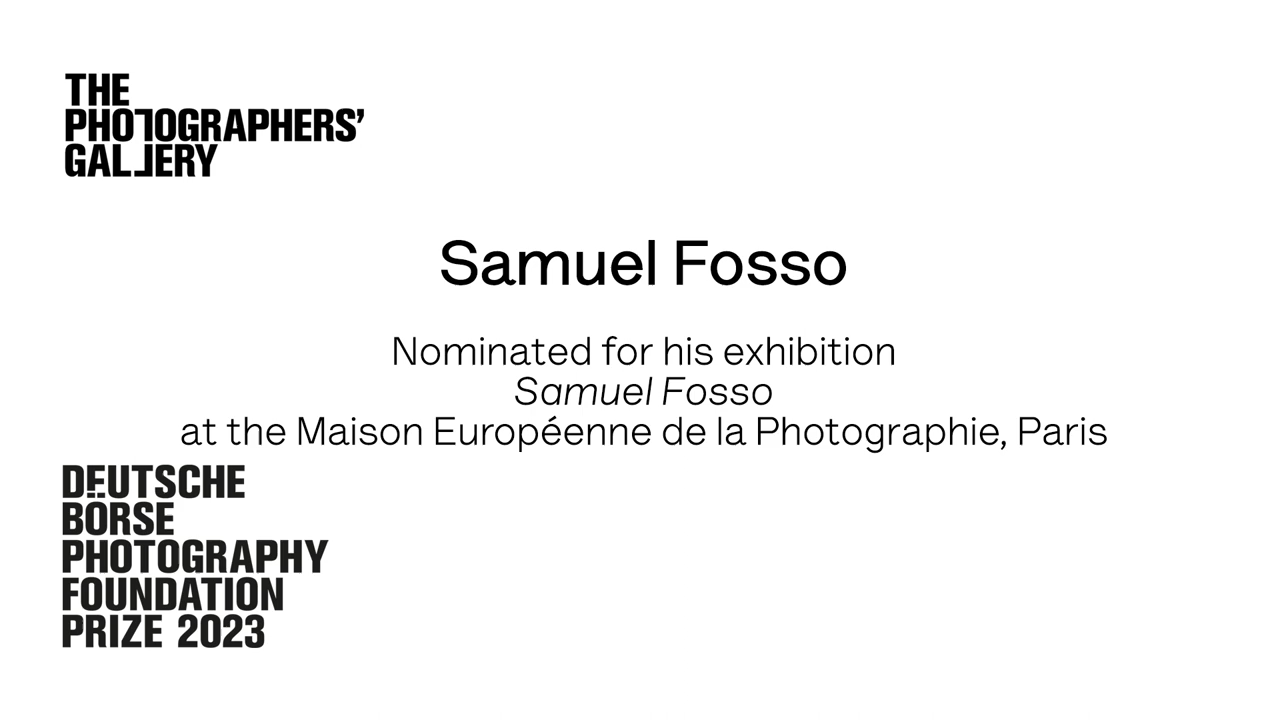 THE
PHOTOGRAPHERS’
GALLERY
Samuel Fosso
Nominated for his exhibition
Samuel Fosso
at the Maison Européenne de la Photographie, Paris
DEUTSCHE
BÖRSE
PHOTOGRAPHY
FOUNDATION
PRIZE 2023